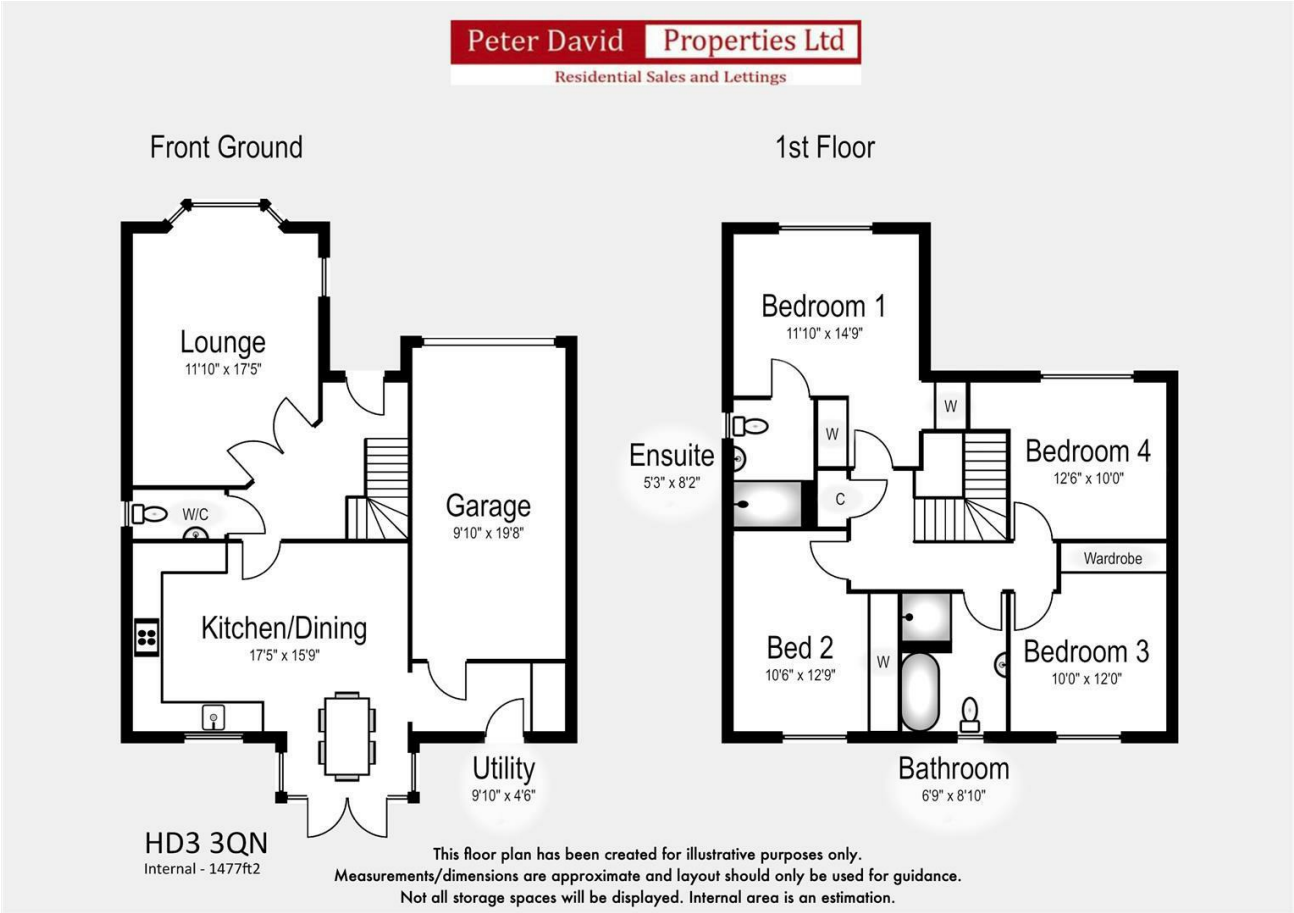 Peter David Properties Ltd
Residential Sales and Lettings
Front Ground
1st Floor
Lounge
11'10" x 17'5"
W/C
Garage
9'10" x 19'8"
Kitchen/Dining
17'5" x 15'9"
Utility
9'10" x 4'6"
Bedroom 1
11'10" x 14'9"
W
W
Ensuite
5'3" x 8'2"
C
Bedroom 4
12'6" x 10'0"
Wardrobe
Bed 2
10'6" x 12'9"
W
Bedroom 3
10'0" x 12'0"
Bathroom
6'9" x 8'10"
HD3 3QN
Internal - 1477ft2
This floor plan has been created for illustrative purposes only.
Measurements/dimensions are approximate and layout should only be used for guidance.
Not all storage spaces will be displayed. Internal area is an estimation.